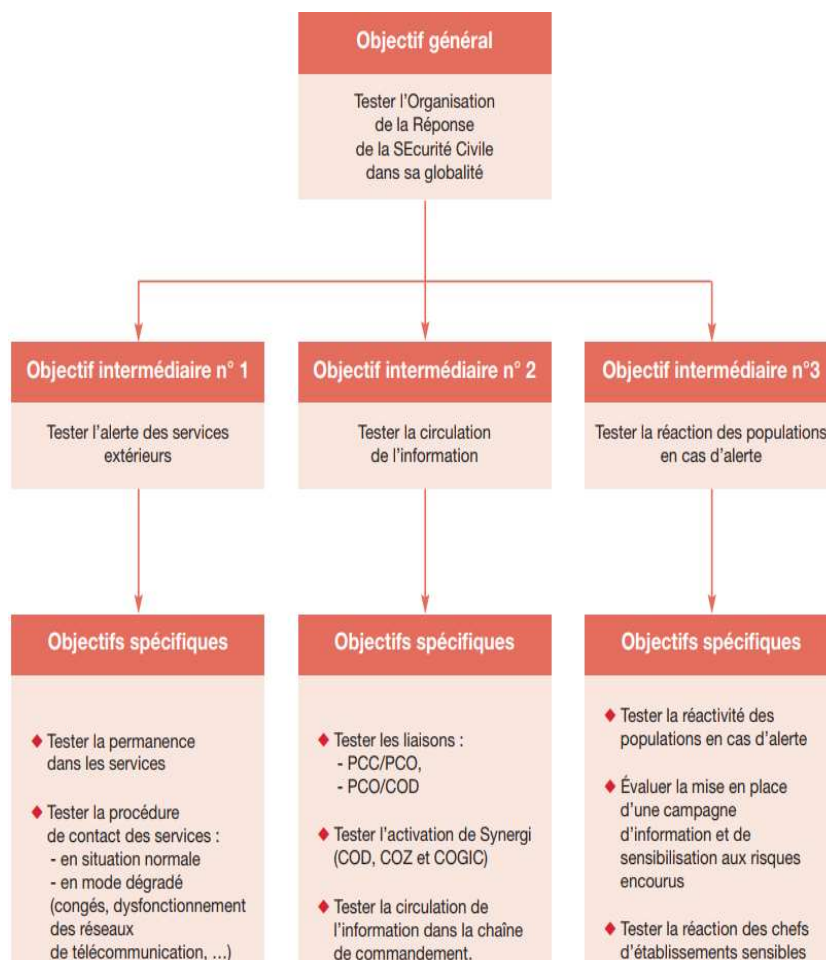 Objectif général
Tester l'Organisation
de la Réponse
de la SEcurité Civile
dans sa globalité
Objectif intermédiaire n° 1
Tester l'alerte des services
extérieurs
Objectif intermédiaire n° 2
Tester la circulation
de l'information
Objectif intermédiaire n°3
Tester la réaction des populations
en cas d'alerte
Objectifs spécifiques
♦ Tester la permanence
dans les services
♦ Tester la procédure
de contact des services :
- en situation normale
- en mode dégradé
(congés, dysfonctionnement
des réseaux
de télécommunication, ...)
Objectifs spécifiques
♦ Tester les liaisons :
- PCC/PCO,
- PCO/COD
♦ Tester l'activation de Synergi
(COD, COZ et COGIC)
♦ Tester la circulation de
l'information dans la chaîne
de commandement.
Objectifs spécifiques
♦ Tester la réactivité des
populations en cas d'alerte
♦ Évaluer la mise en place
d'une campagne
d'information et de
sensibilisation aux risques
encourus
♦ Tester la réaction des chefs
d'établissements sensibles